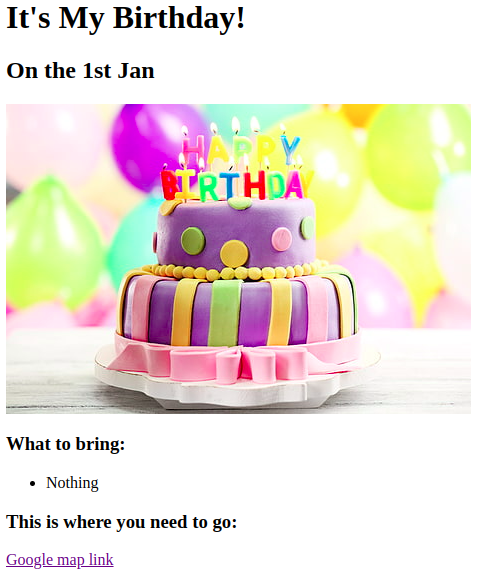 It's My Birthday!
On the 1st Jan
HAPPY
BIRTHDAY
What to bring:
Nothing
This is where you need to go:
Google map link